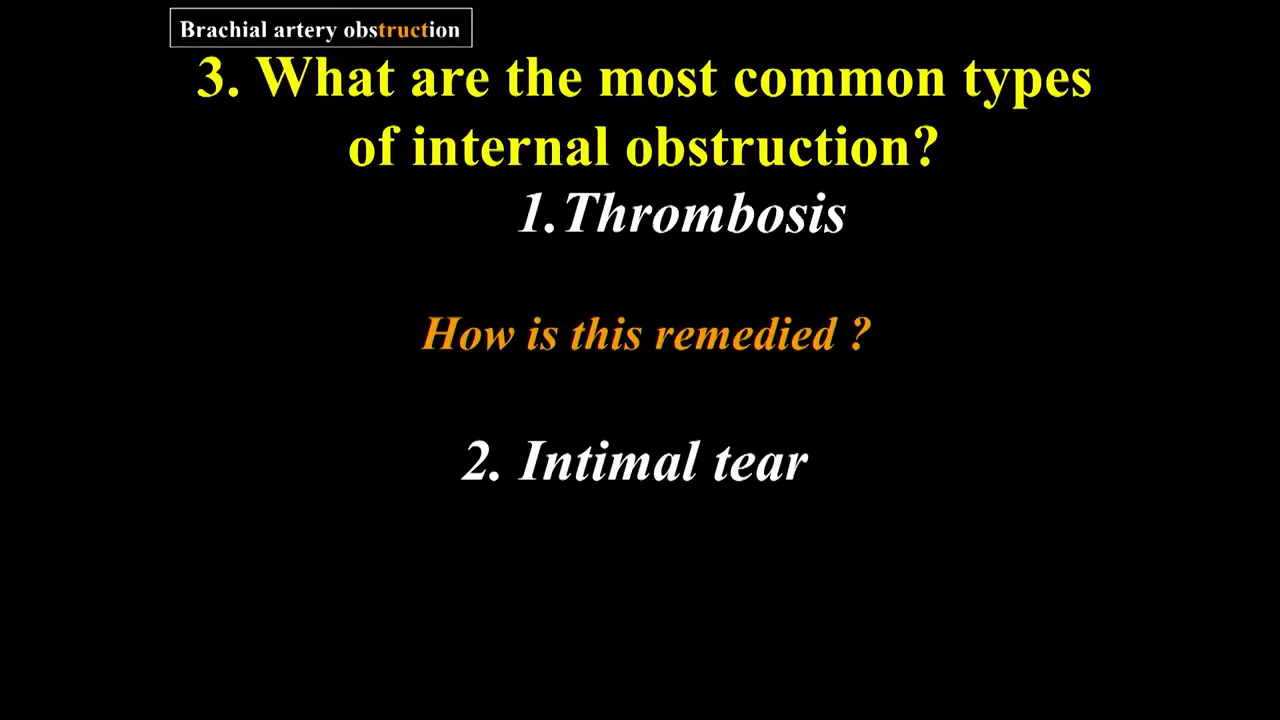 Brachial artery obstruction
3. What are the most common types
of internal obstruction?
1.Thrombosis
How is this remedied ?
2. Intimal tear